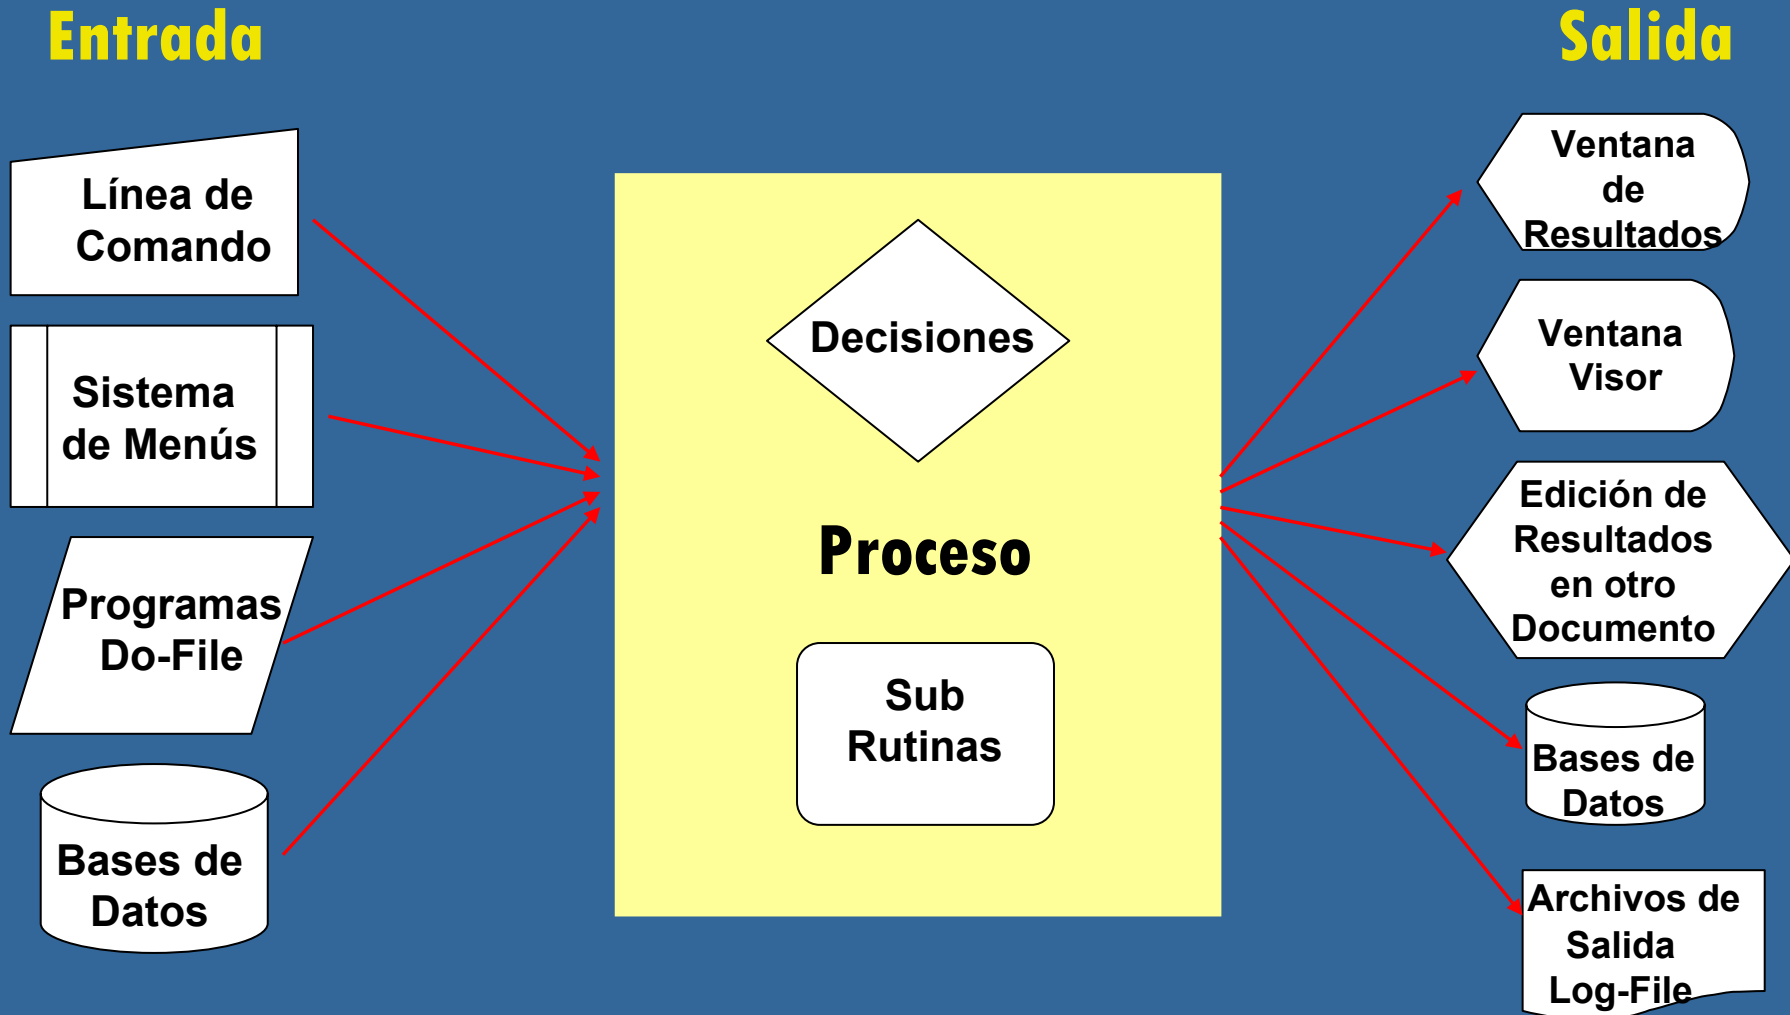 Entrada
Salida
Línea de
Comando
Sistema
de Menús
Programas
Do-File
Bases de
Datos
Decisiones
Proceso
Sub
Rutinas
Ventana
de
Resultados
Ventana
Visor
Edición de
Resultados
en otro
Documento
Bases de
Datos
Archivos de
Salida
Log-File